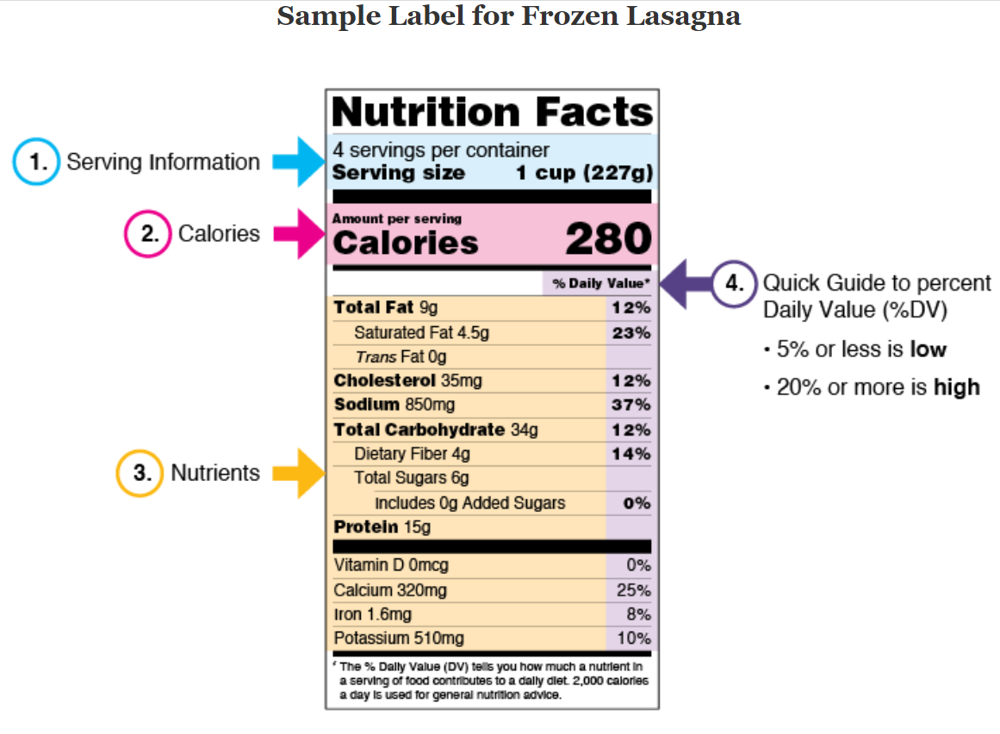 Sample Label for Frozen Lasagna
Nutrition Facts
4 servings per container
Serving size 1 cup (227g)
1. Serving Information
Amount per serving
Calories 280
2. Calories
% Daily Value*
4. Quick Guide to percent
Daily Value (%DV)
• 5% or less is low
• 20% or more is high
Total Fat 9g 12%
Saturated Fat 4.5g 23%
Trans Fat 0g
Cholesterol 35mg 12%
Sodium 850mg 37%
Total Carbohydrate 34g 12%
Dietary Fiber 4g 14%
Total Sugars 6g
Includes 0g Added Sugars 0%
Protein 15g
3. Nutrients
Vitamin D 0mcg 0%
Calcium 320mg 25%
Iron 1.6mg 8%
Potassium 510mg 10%
* The % Daily Value (DV) tells you how much a nutrient in
a serving of food contributes to a daily diet. 2,000 calories
a day is used for general nutrition advice.